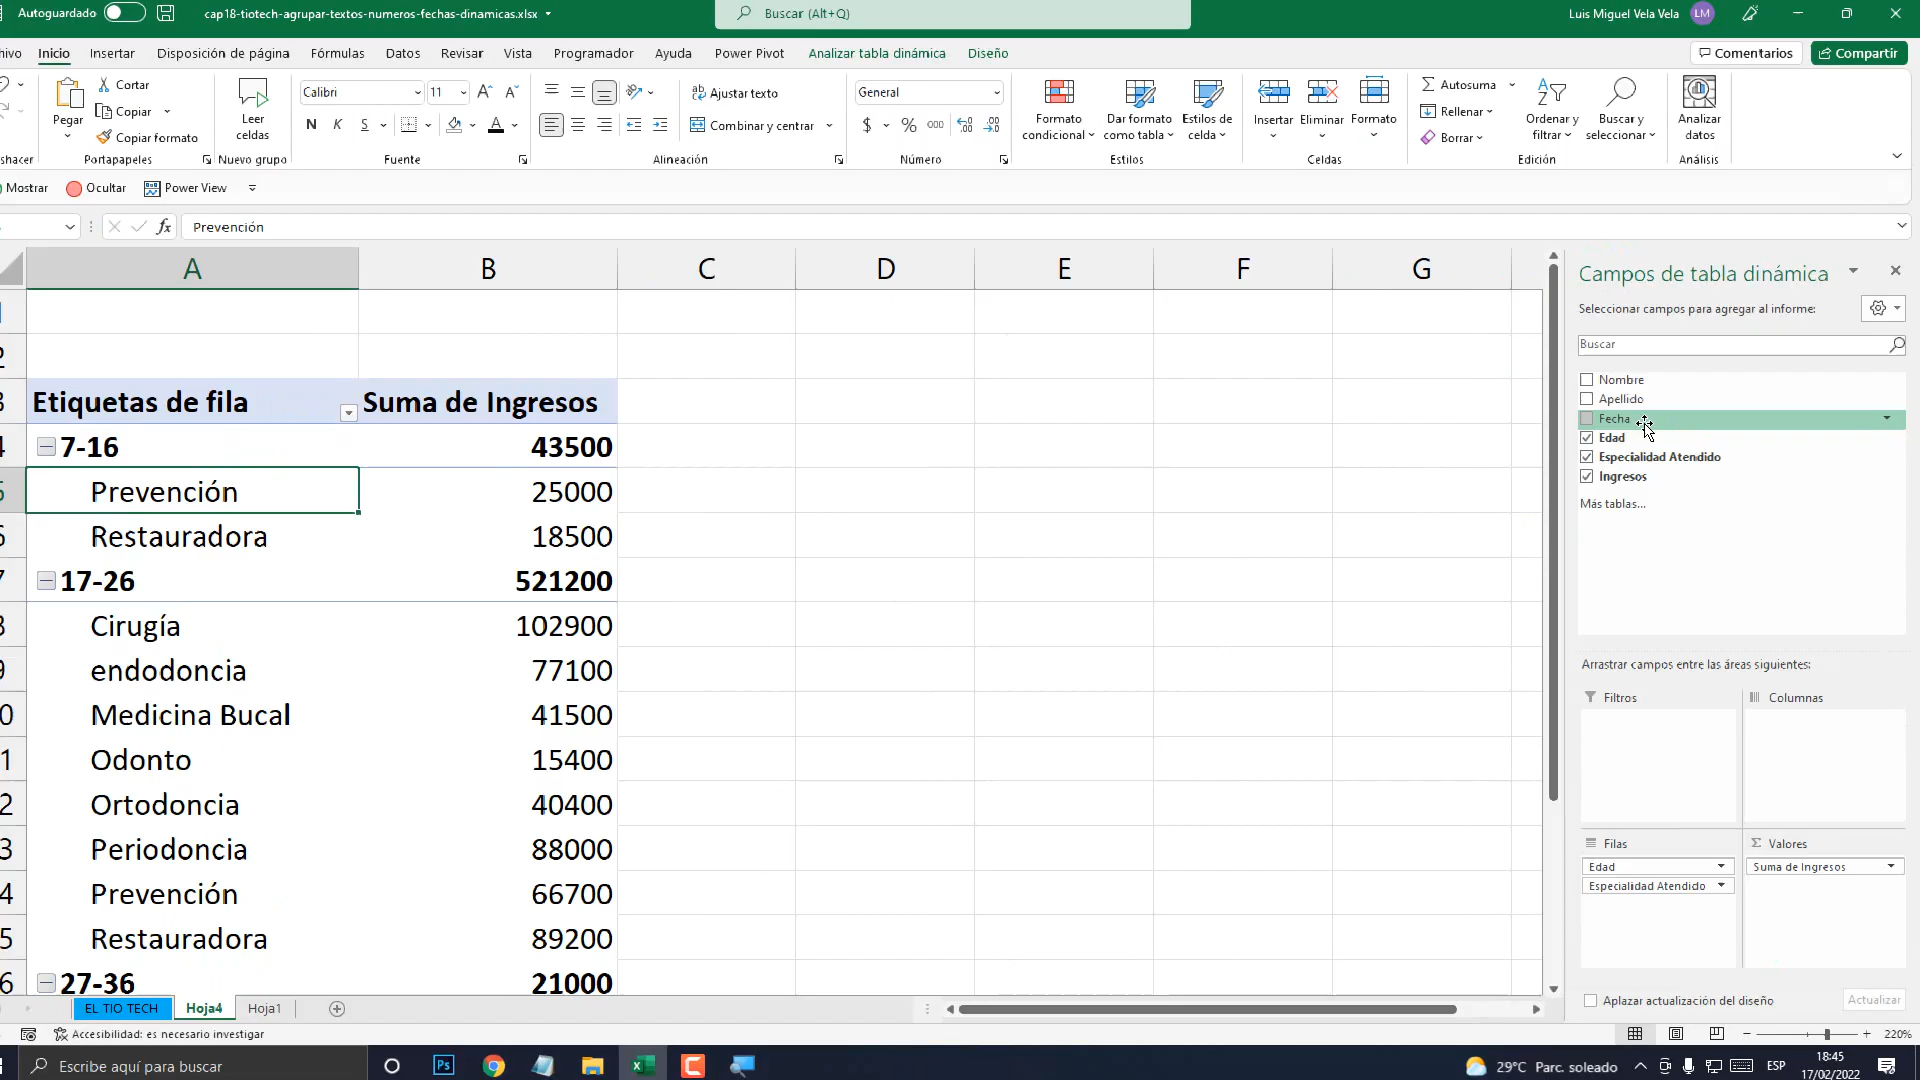 Autoguardado cap18-tiotech-agrupar-textos-numeros-fechas-dinamicas.xlsx Buscar (Alt+Q) Luis Miguel Vela Vela LM
hivo Inicio Insertar Disposición de página Fórmulas Datos Revisar Vista Programador Ayuda Power Pivot Analizar tabla dinámica Diseño Comentarios Compartir
Cortar
Copiar
Copiar formato
Pegar
Leer celdas
Calibri 11
N K S
Ajustar texto
Combinar y centrar
General
$ % 000
Formato condicional
Dar formato como tabla
Estilos de celda
Insertar Eliminar Formato
Autosuma
Rellenar
Borrar
Ordenar y filtrar
Buscar y seleccionar
Analizar datos
shacer Portapapeles Nuevo grupo Fuente Alineación Número Estilos Celdas Edición Análisis
Mostrar Ocultar Power View
fx Prevención
A B C D E F G
Etiquetas de fila Suma de Ingresos
7-16 43500
Prevención 25000
Restauradora 18500
17-26 521200
Cirugía 102900
endodoncia 77100
Medicina Bucal 41500
Odonto 15400
Ortodoncia 40400
Periodoncia 88000
Prevención 66700
Restauradora 89200
27-36 21000
Campos de tabla dinámica
Seleccionar campos para agregar al informe:
Buscar
Nombre
Apellido
Fecha
Edad
Especialidad Atendido
Ingresos
Más tablas...
Arrastrar campos entre las áreas siguientes:
Filtros Columnas
Filas Σ Valores
Edad Suma de Ingresos
Especialidad Atendido
Aplazar actualización del diseño Actualizar
EL TIO TECH Hoja4 Hoja1
Accesibilidad: es necesario investigar 220%
Escribe aquí para buscar Ps 29°C Parc. soleado ESP 18:45
17/02/2022